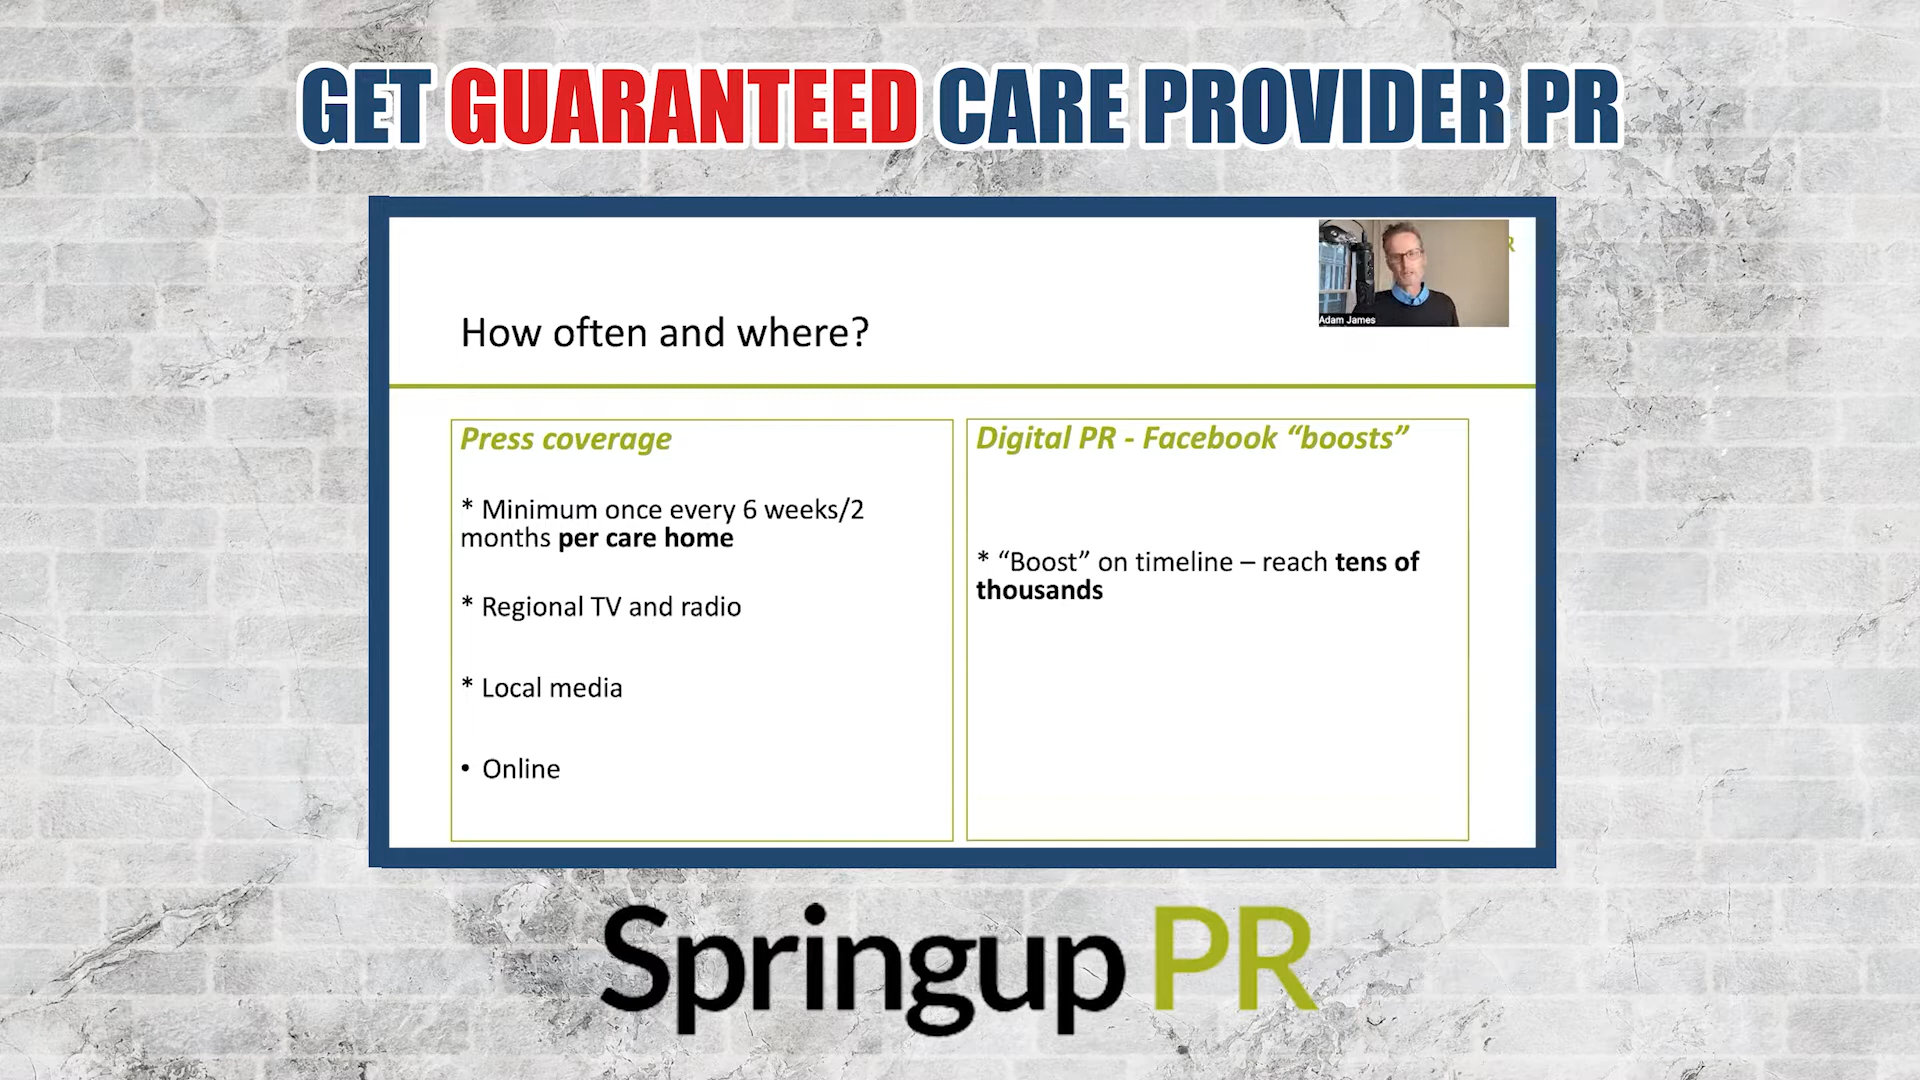 GET GUARANTEED CARE PROVIDER PR
R
Adam James
How often and where?
Press coverage
* Minimum once every 6 weeks/2
months per care home
* Regional TV and radio
* Local media
• Online
Digital PR - Facebook “boosts”
* “Boost” on timeline – reach tens of
thousands
Springup PR